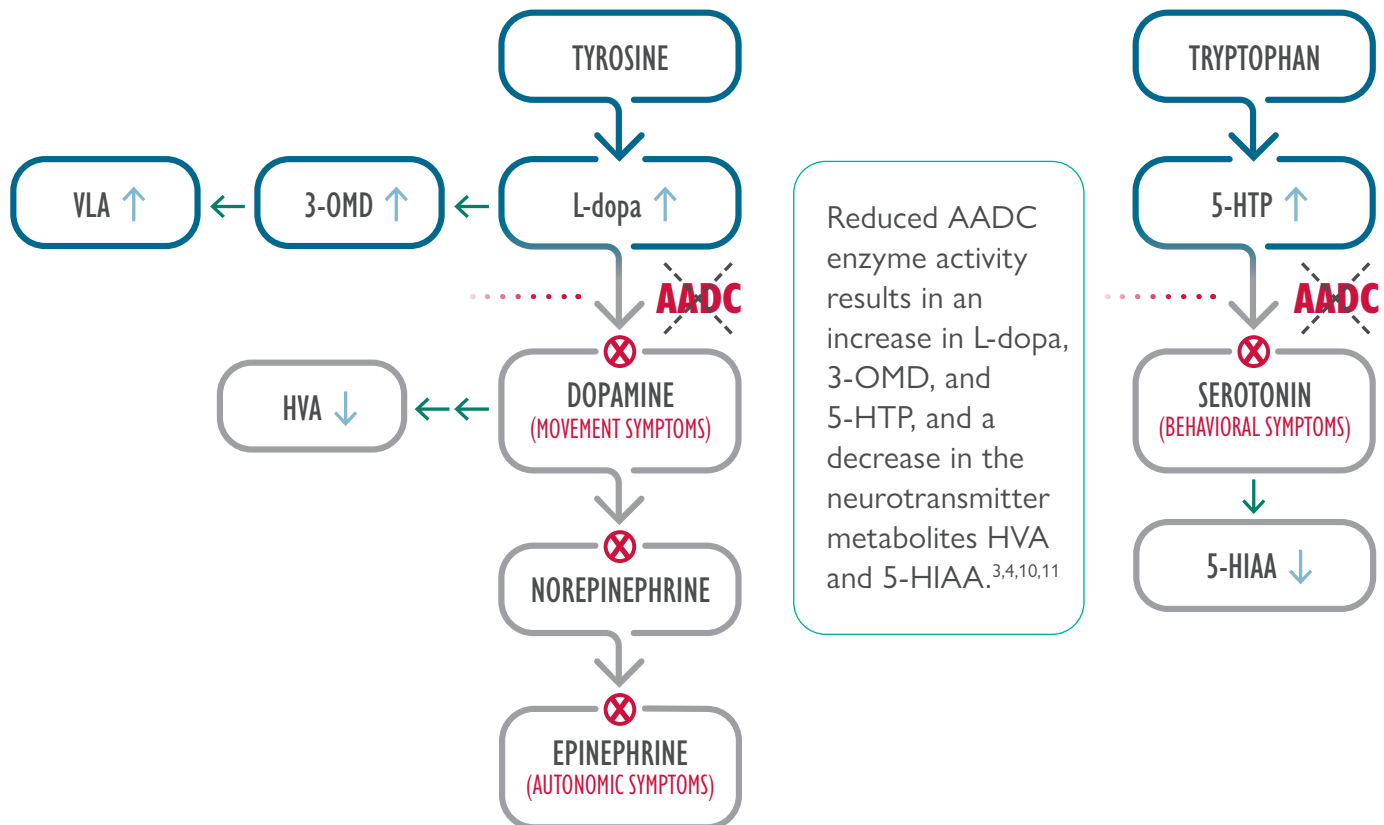 TYROSINE
TRYPTOPHAN
VLA ↑
3-OMD ↑
L-dopa ↑
5-HTP ↑
AADC
AADC
Reduced AADC
enzyme activity
results in an
increase in L-dopa,
3-OMD, and
5-HTP, and a
decrease in the
neurotransmitter
metabolites HVA
and 5-HIAA.3,4,10,11
HVA ↓
DOPAMINE
(MOVEMENT SYMPTOMS)
SEROTONIN
(BEHAVIORAL SYMPTOMS)
NOREPINEPHRINE
5-HIAA ↓
EPINEPHRINE
(AUTONOMIC SYMPTOMS)